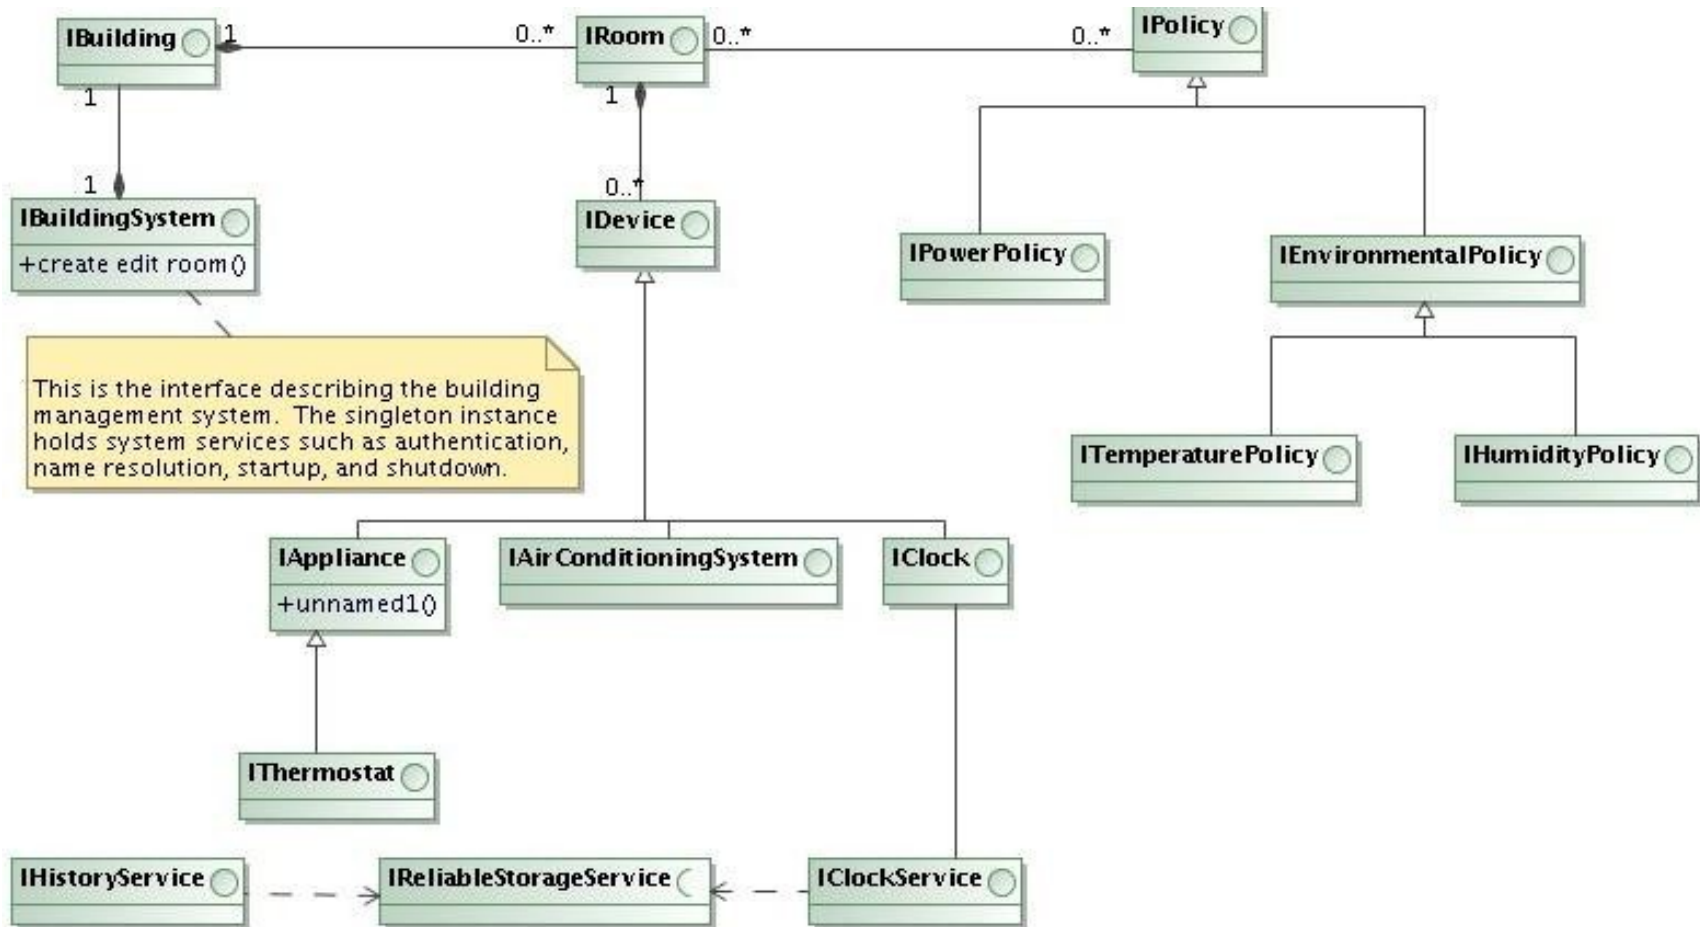 IBuilding
1
0..*
IRoom
0..*
0..*
IPolicy
1
1
1
0..*
IBuildingSystem
+create edit room()
IDevice
IPowerPolicy
IEnvironmentalPolicy
This is the interface describing the building
management system. The singleton instance
holds system services such as authentication,
name resolution, startup, and shutdown.
ITemperaturePolicy
IHumidityPolicy
IAppliance
+unnamed1()
IAirConditioningSystem
IClock
IThermostat
IHistoryService
IReliableStorageService
IClockService